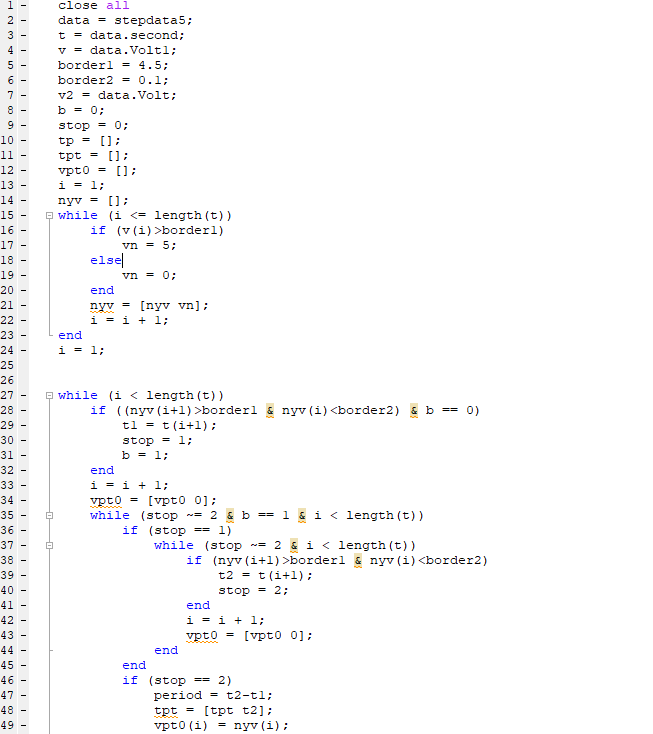 1 - close all
2 - data = stepdata5;
3 - t = data.second;
4 - v = data.Volt1;
5 - border1 = 4.5;
6 - border2 = 0.1;
7 - v2 = data.Volt;
8 - b = 0;
9 - stop = 0;
10 - tp = [];
11 - tpt = [];
12 - vpt0 = [];
13 - i = 1;
14 - nyv = [];
15 - while (i <= length(t))
16 - if (v(i)>border1)
17 - vn = 5;
18 - else
19 - vn = 0;
20 - end
21 - nyv = [nyv vn];
22 - i = i + 1;
23 - end
24 - i = 1;
25
26
27 - while (i < length(t))
28 - if ((nyv(i+1)>border1 & nyv(i)<border2) & b == 0)
29 - t1 = t(i+1);
30 - stop = 1;
31 - b = 1;
32 - end
33 - i = i + 1;
34 - vpt0 = [vpt0 0];
35 - while (stop ~= 2 & b == 1 & i < length(t))
36 - if (stop == 1)
37 - while (stop ~= 2 & i < length(t))
38 - if (nyv(i+1)>border1 & nyv(i)<border2)
39 - t2 = t(i+1);
40 - stop = 2;
41 - end
42 - i = i + 1;
43 - vpt0 = [vpt0 0];
44 - end
45 - end
46 - if (stop == 2)
47 - period = t2-t1;
48 - tpt = [tpt t2];
49 - vpt0(i) = nyv(i);